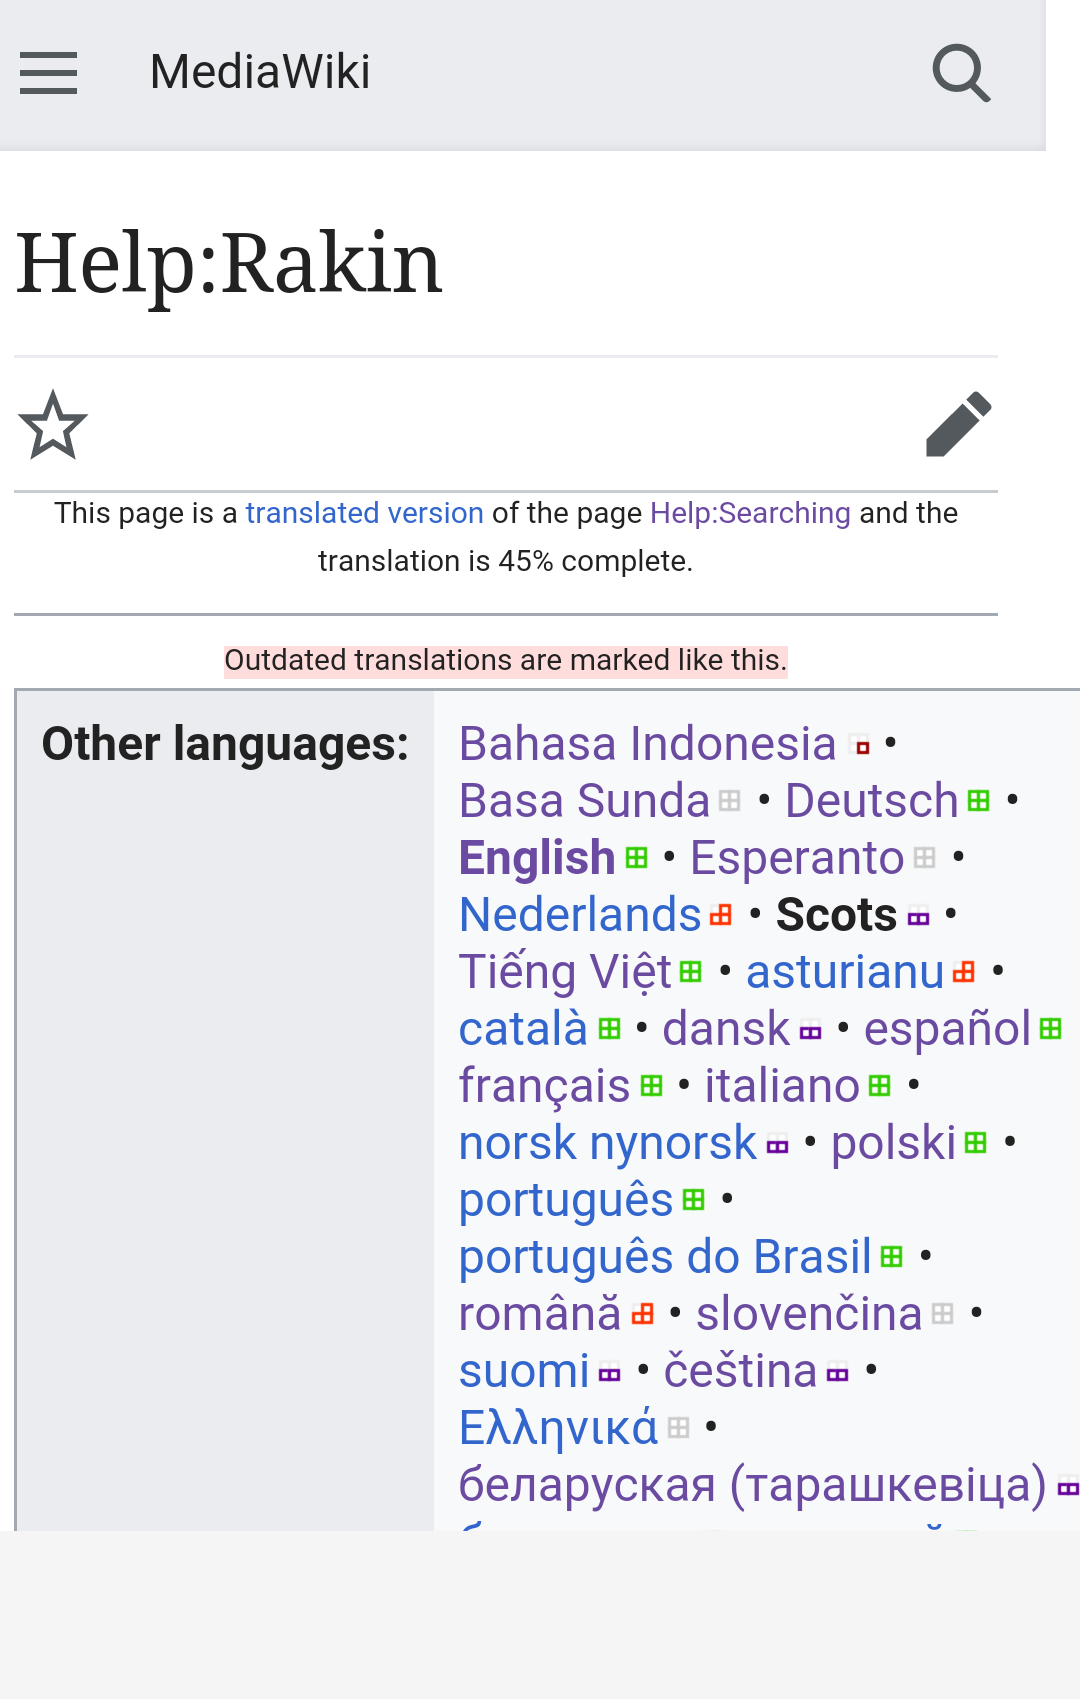 MediaWiki
Help:Rakin
This page is a translated version of the page Help:Searching and the
translation is 45% complete.
Outdated translations are marked like this.
Other languages:
Bahasa Indonesia •
Basa Sunda • Deutsch •
English • Esperanto •
Nederlands • Scots •
Tiếng Việt • asturianu •
català • dansk • español
français • italiano •
norsk nynorsk • polski •
português •
português do Brasil •
română • slovenčina •
suomi • čeština •
Ελληνικά •
беларуская (тарашкевіца)